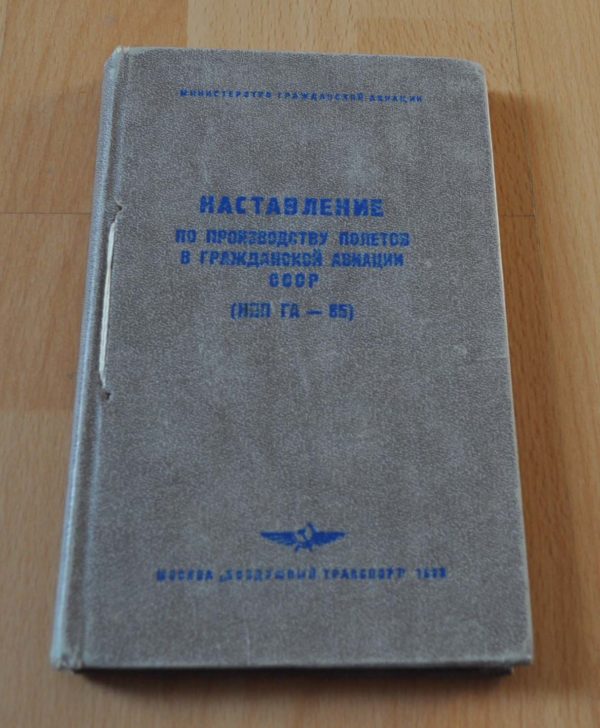 МИНИСТЕРСТВО ГРАЖДАНСКОЙ АВИАЦИИ
НАСТАВЛЕНИЕ
ПО ПРОИЗВОДСТВУ ПОЛЕТОВ
В ГРАЖДАНСКОЙ АВИАЦИИ
СССР
(НПП ГА — 85)
МОСКВА „ВОЗДУШНЫЙ ТРАНСПОРТ"